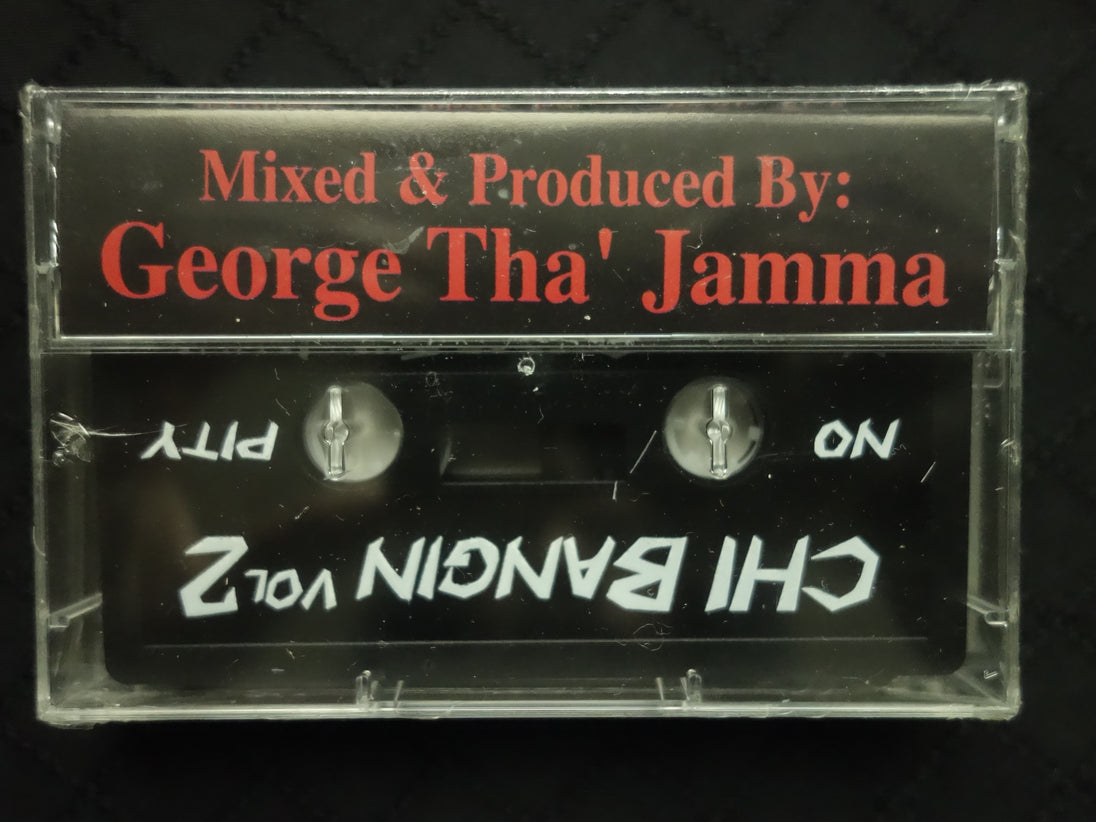 Mixed & Produced By:
George Tha' Jamma
CHI BANGIN VOL 2
NO PITY